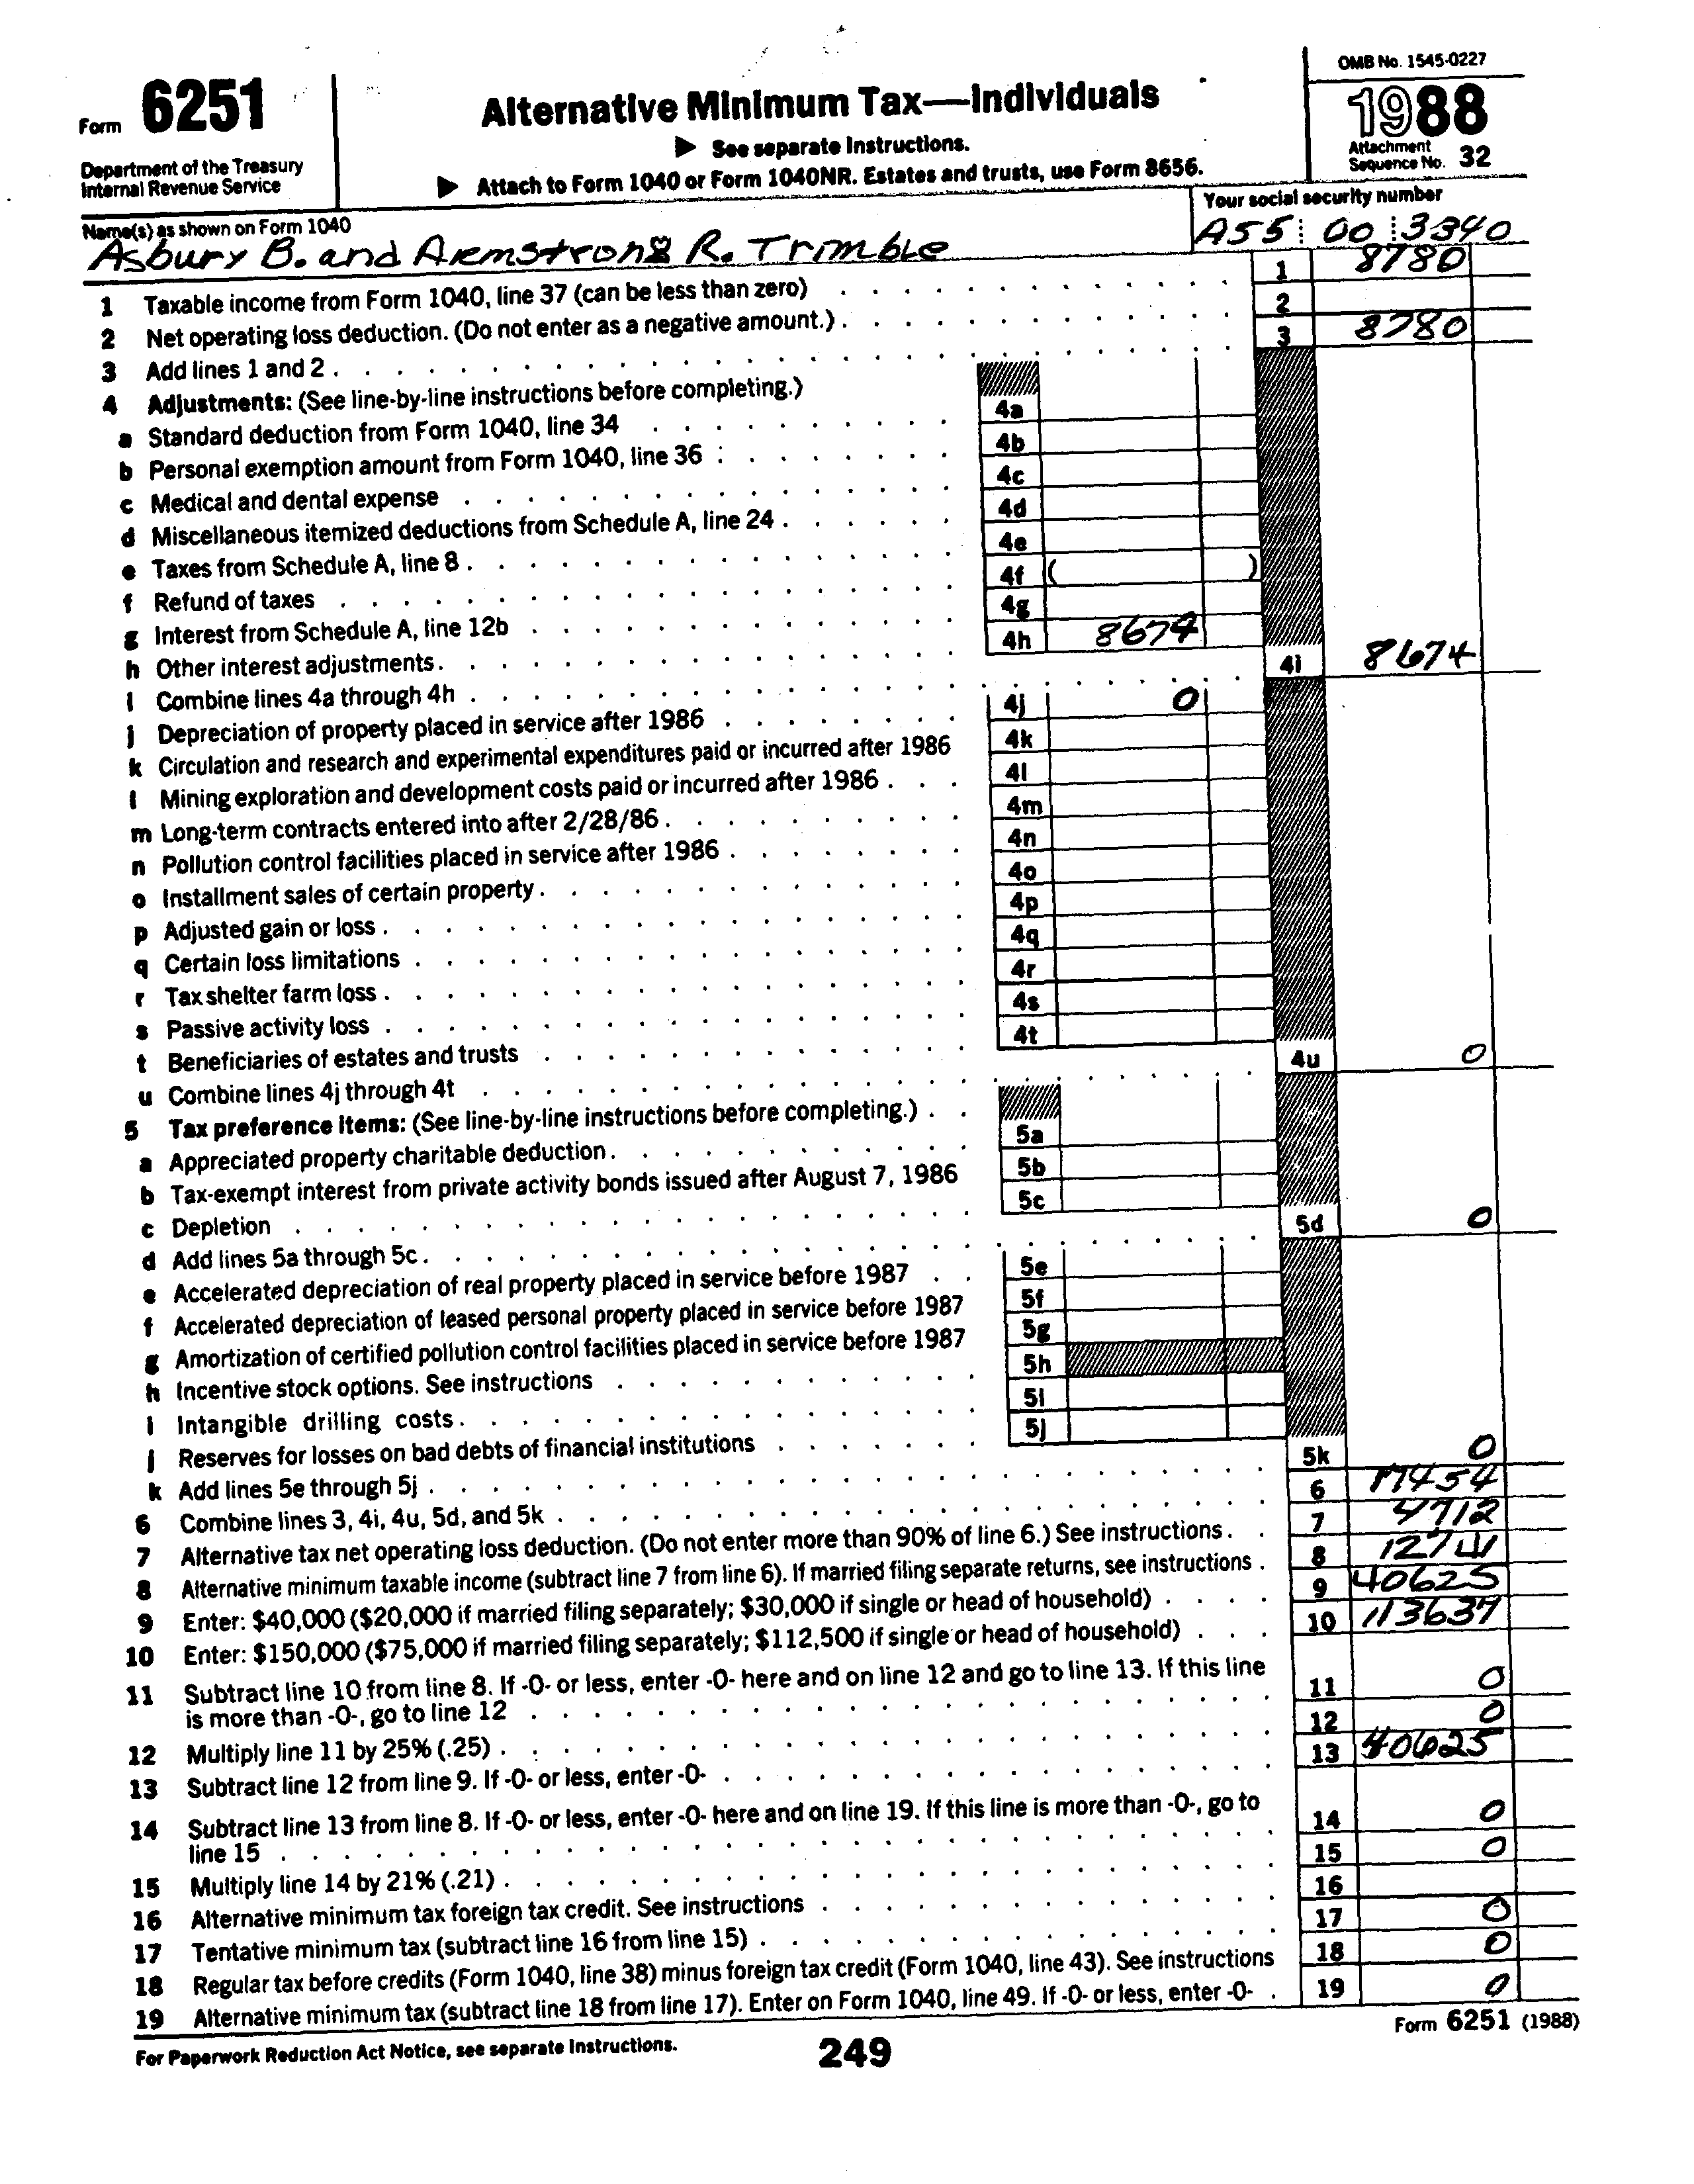 OMB No. 1545-0227
Form 6251
Alternative Minimum Tax—Individuals
1988
▶ See separate Instructions.
Attachment
Sequence No. 32
Department of the Treasury
Internal Revenue Service
▶ Attach to Form 1040 or Form 1040NR. Estates and trusts, use Form 8656.
Name(s) as shown on Form 1040
Your social security number
Asbury B. and Armstrong R. Trimble
A55 00 3340
1 Taxable income from Form 1040, line 37 (can be less than zero) 1 8780
2 Net operating loss deduction. (Do not enter as a negative amount.) 2
3 Add lines 1 and 2 3 8780
4 Adjustments: (See line-by-line instructions before completing.)
a Standard deduction from Form 1040, line 34 4a
b Personal exemption amount from Form 1040, line 36 4b
c Medical and dental expense 4c
d Miscellaneous itemized deductions from Schedule A, line 24 4d
e Taxes from Schedule A, line 8 4e
f Refund of taxes 4f ( )
g Interest from Schedule A, line 12b 4g
h Other interest adjustments 4h 8674
i Combine lines 4a through 4h 4i 8674
j Depreciation of property placed in service after 1986 4j 0
k Circulation and research and experimental expenditures paid or incurred after 1986 4k
l Mining exploration and development costs paid or incurred after 1986 4l
m Long-term contracts entered into after 2/28/86 4m
n Pollution control facilities placed in service after 1986 4n
o Installment sales of certain property 4o
p Adjusted gain or loss 4p
q Certain loss limitations 4q
r Tax shelter farm loss 4r
s Passive activity loss 4s
t Beneficiaries of estates and trusts 4t
u Combine lines 4j through 4t 4u 0
5 Tax preference items: (See line-by-line instructions before completing.)
a Appreciated property charitable deduction 5a
b Tax-exempt interest from private activity bonds issued after August 7, 1986 5b
c Depletion 5c
d Add lines 5a through 5c 5d 0
e Accelerated depreciation of real property placed in service before 1987 5e
f Accelerated depreciation of leased personal property placed in service before 1987 5f
g Amortization of certified pollution control facilities placed in service before 1987 5g
h Incentive stock options. See instructions 5h
i Intangible drilling costs 5i
j Reserves for losses on bad debts of financial institutions 5j
k Add lines 5e through 5j 5k 0
6 Combine lines 3, 4i, 4u, 5d, and 5k 6 17454
7 Alternative tax net operating loss deduction. (Do not enter more than 90% of line 6.) See instructions. 7 4712
8 Alternative minimum taxable income (subtract line 7 from line 6). If married filing separate returns, see instructions 8
9 Enter: $40,000 ($20,000 if married filing separately; $30,000 if single or head of household) 9 40625
10 Enter: $150,000 ($75,000 if married filing separately; $112,500 if single or head of household) 10 113637
11 Subtract line 10 from line 8. If -0- or less, enter -0- here and on line 12 and go to line 13. If this line
is more than -0-, go to line 12 11 0
12 Multiply line 11 by 25% (.25) 12 0
13 Subtract line 12 from line 9. If -0- or less, enter -0- 13 40625
14 Subtract line 13 from line 8. If -0- or less, enter -0- here and on line 19. If this line is more than -0-, go to
line 15 14 0
15 Multiply line 14 by 21% (.21) 15 0
16 Alternative minimum tax foreign tax credit. See instructions 16
17 Tentative minimum tax (subtract line 16 from line 15) 17 0
18 Regular tax before credits (Form 1040, line 38) minus foreign tax credit (Form 1040, line 43). See instructions 18 0
19 Alternative minimum tax (subtract line 18 from line 17). Enter on Form 1040, line 49. If -0- or less, enter -0- 19 0
For Paperwork Reduction Act Notice, see separate Instructions.
249
Form 6251 (1988)